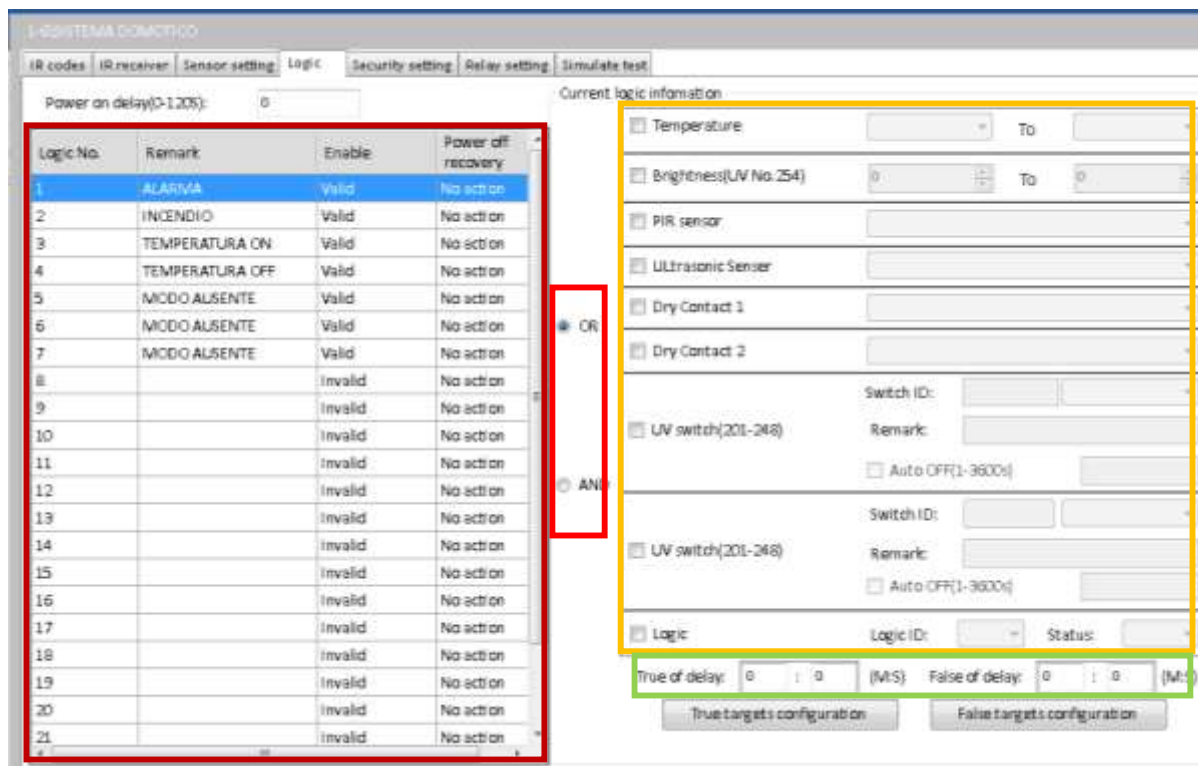 1-6@SISTEMA DOMOTICO
IR codes IR receiver Sensor setting Logic Security setting Relay setting Simulate test
Power on delay(0-120S): 0
Current logic infomation
Logic No. Remark Enable Power off recovery
1 ALARMA Valid No action
2 INCENDIO Valid No action
3 TEMPERATURA ON Valid No action
4 TEMPERATURA OFF Valid No action
5 MODO AUSENTE Valid No action
6 MODO AUSENTE Valid No action
7 MODO AUSENTE Valid No action
8 Invalid No action
9 Invalid No action
10 Invalid No action
11 Invalid No action
12 Invalid No action
13 Invalid No action
14 Invalid No action
15 Invalid No action
16 Invalid No action
17 Invalid No action
18 Invalid No action
19 Invalid No action
20 Invalid No action
21 Invalid No action
OR
AND
Temperature To
Brightness(UV No.254) 0 To 0
PIR sensor
ULtrasonic Senser
Dry Contact 1
Dry Contact 2
Switch ID:
UV switch(201-248) Remark:
Auto OFF(1-3600s)
Switch ID:
UV switch(201-248) Remark:
Auto OFF(1-3600s)
Logic Logic ID: Status:
True of delay: 0 : 0 (M:S) False of delay: 0 : 0 (M:S)
True targets configuration False targets configuration